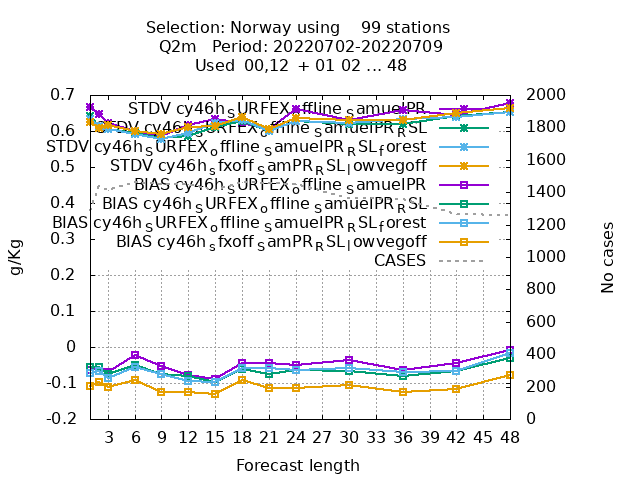 Selection: Norway using    99 stations
Q2m   Period: 20220702-20220709
Used  00,12  + 01 02 ... 48
STDV cy46h_SURFEX_offline_SamuelPR
STDV cy46h_SURFEX_offline_SamuelPR_RSL
STDV cy46h_SURFEX_offline_SamuelPR_RSL_forest
STDV cy46h_sfxoff_SamPR_RSL_lowvegoff
BIAS cy46h_SURFEX_offline_SamuelPR
BIAS cy46h_SURFEX_offline_SamuelPR_RSL
BIAS cy46h_SURFEX_offline_SamuelPR_RSL_forest
BIAS cy46h_sfxoff_SamPR_RSL_lowvegoff
CASES
0.7
0.6
0.5
0.4
0.3
0.2
0.1
0
-0.1
-0.2
g/Kg
2000
1800
1600
1400
1200
1000
800
600
400
200
0
No cases
3 6 9 12 15 18 21 24 27 30 33 36 39 42 45 48
Forecast length